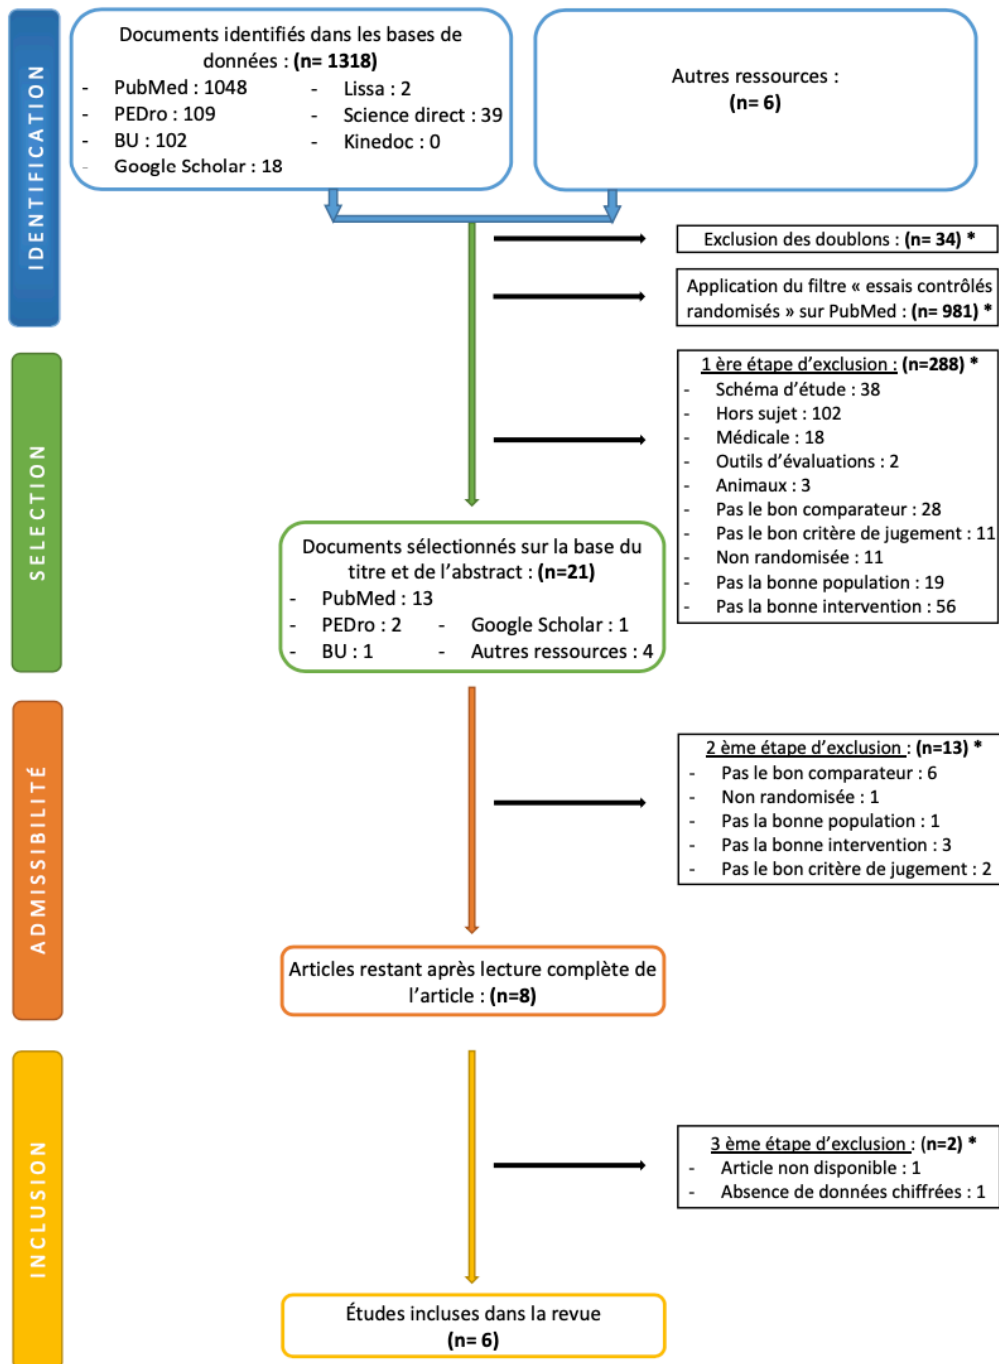 IDENTIFICATION
Documents identifiés dans les bases de
données : (n= 1318)
- PubMed : 1048
- PEDro : 109
- BU : 102
- Google Scholar : 18
- Lissa : 2
- Science direct : 39
- Kinedoc : 0
Autres ressources :
(n= 6)
Exclusion des doublons : (n= 34) *
Application du filtre « essais contrôlés
randomisés » sur PubMed : (n= 981) *
SELECTION
1 ère étape d’exclusion : (n=288) *
- Schéma d’étude : 38
- Hors sujet : 102
- Médicale : 18
- Outils d’évaluations : 2
- Animaux : 3
- Pas le bon comparateur : 28
- Pas le bon critère de jugement : 11
- Non randomisée : 11
- Pas la bonne population : 19
- Pas la bonne intervention : 56
Documents sélectionnés sur la base du
titre et de l’abstract : (n=21)
- PubMed : 13
- PEDro : 2
- BU : 1
- Google Scholar : 1
- Autres ressources : 4
ADMISSIBILITÉ
2 ème étape d’exclusion : (n=13) *
- Pas le bon comparateur : 6
- Non randomisée : 1
- Pas la bonne population : 1
- Pas la bonne intervention : 3
- Pas le bon critère de jugement : 2
Articles restant après lecture complète de
l’article : (n=8)
INCLUSION
3 ème étape d’exclusion : (n=2) *
- Article non disponible : 1
- Absence de données chiffrées : 1
Études incluses dans la revue
(n= 6)